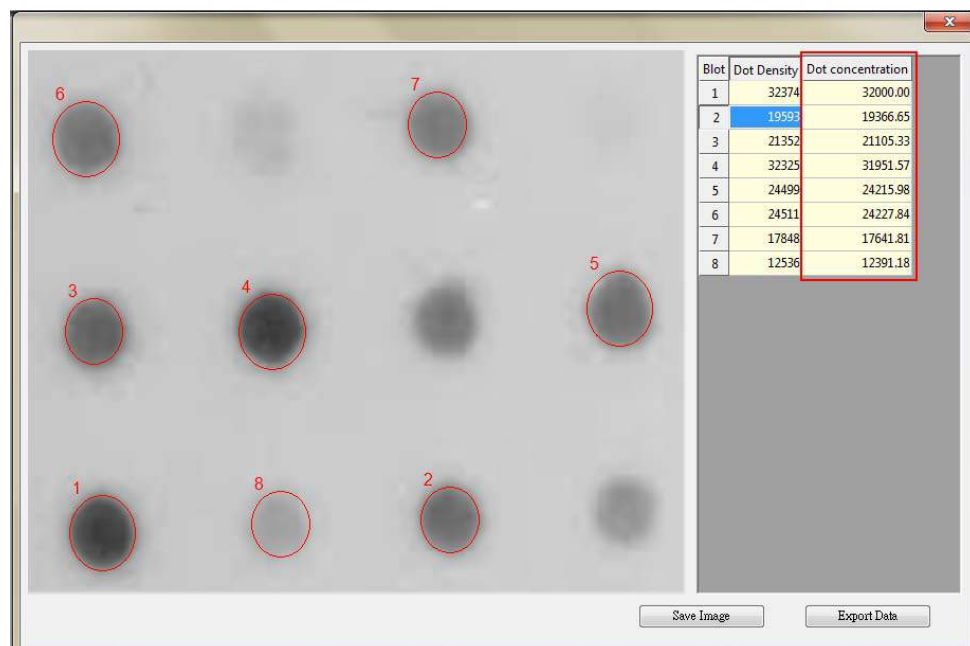 x
6
7
3
4
5
1
8
2
Blot Dot Density Dot concentration
1 32374 32000.00
2 19593 19366.65
3 21352 21105.33
4 32325 31951.57
5 24499 24215.98
6 24511 24227.84
7 17848 17641.81
8 12536 12391.18
Save Image Export Data